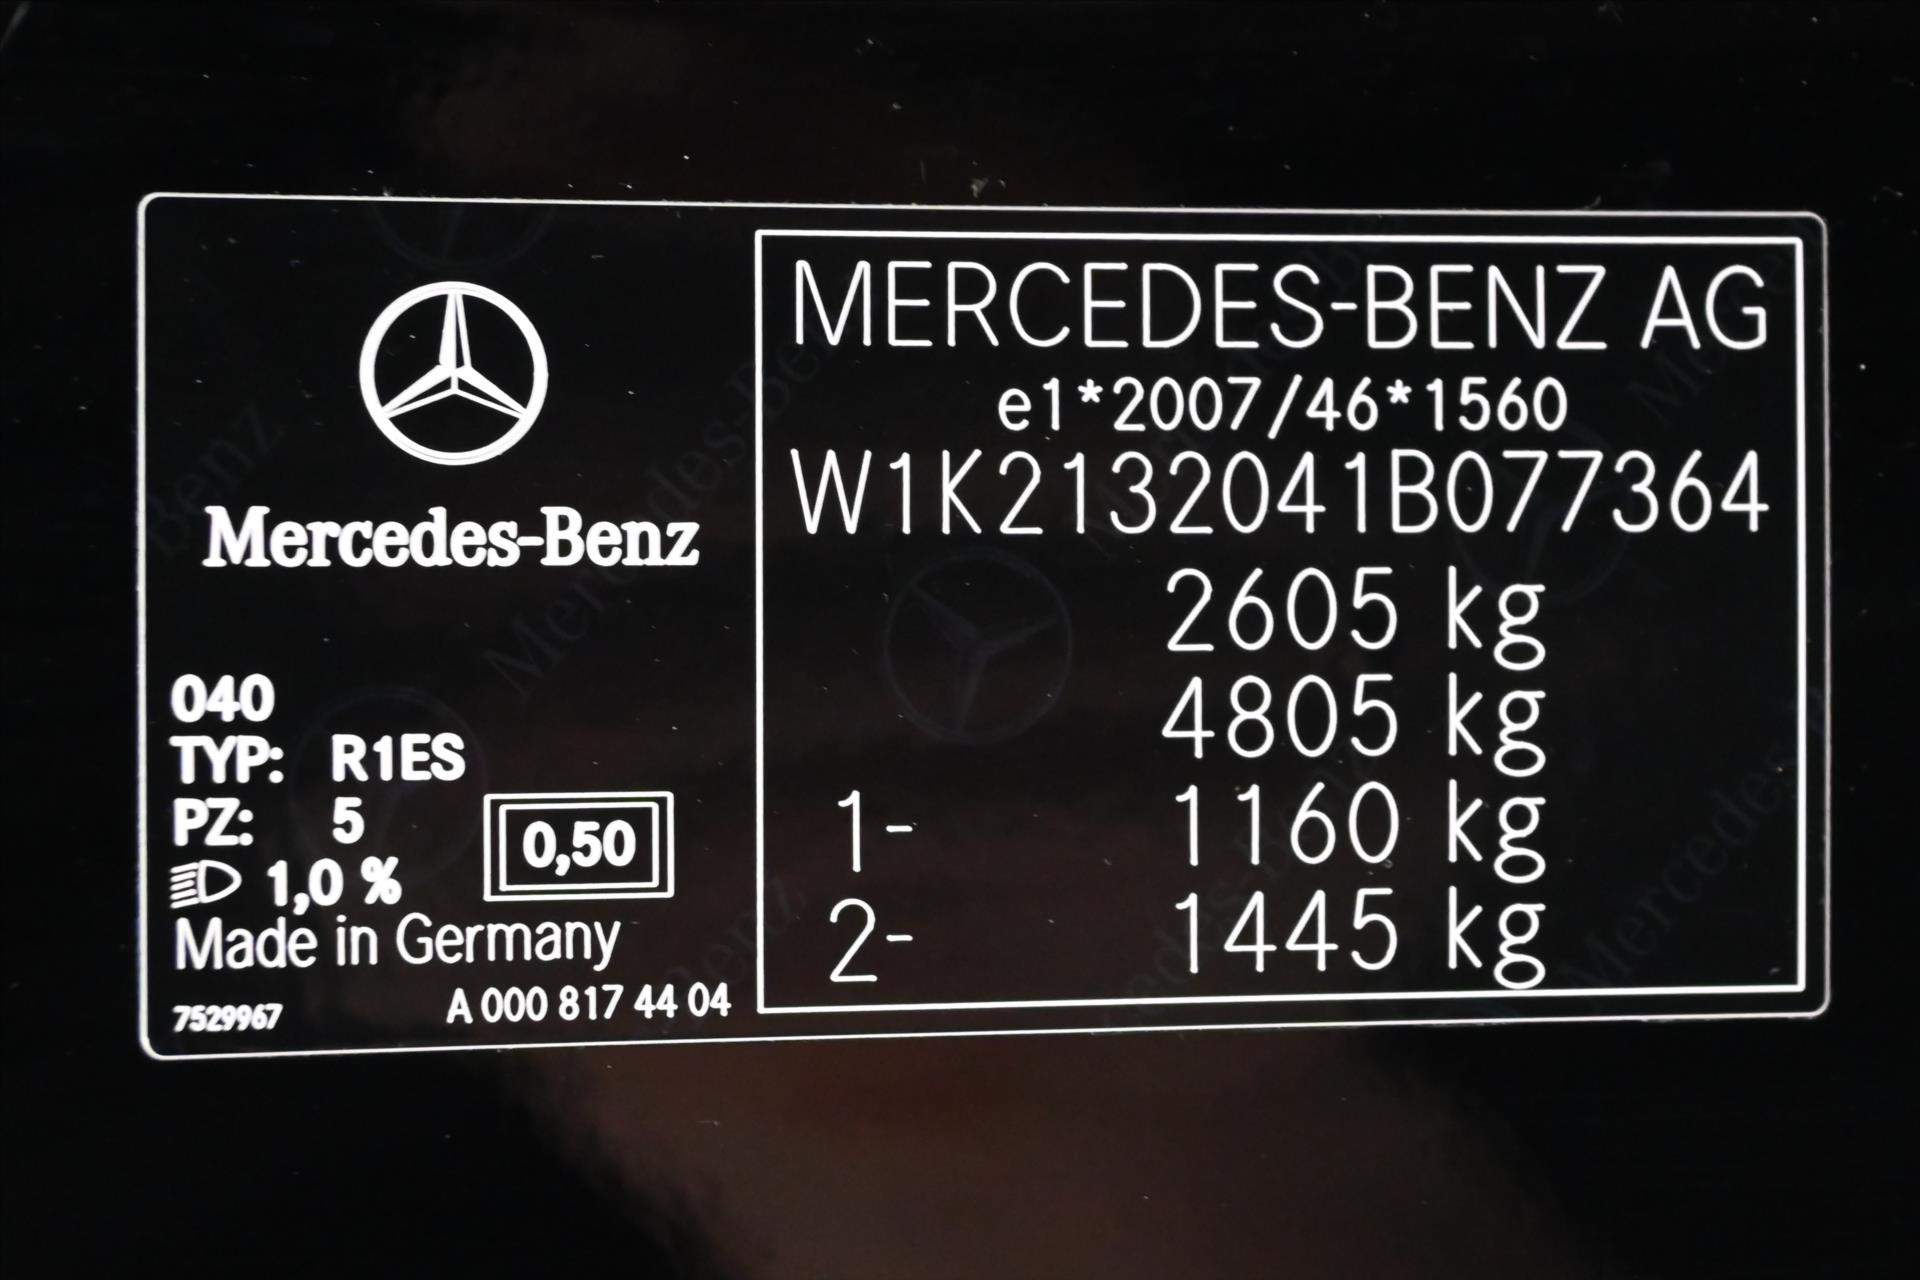 Mercedes-Benz
040
TYP: R1ES
PZ: 5
1,0 %
0,50
Made in Germany
7529967
A 000 817 44 04
MERCEDES-BENZ AG
e1*2007/46*1560
W1K2132041B077364
2605 kg
4805 kg
1- 1160 kg
2- 1445 kg